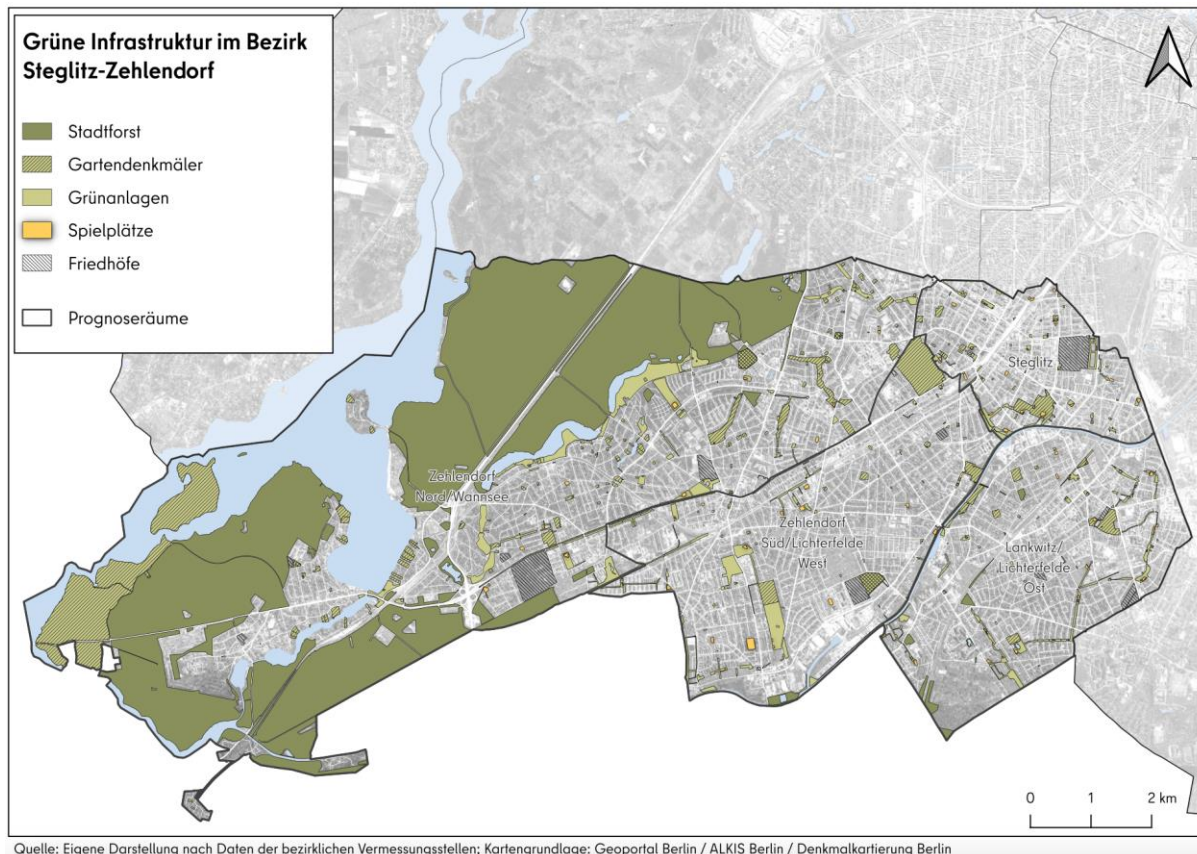 Grüne Infrastruktur im Bezirk
Steglitz-Zehlendorf
Stadtforst
Gartendenkmäler
Grünanlagen
Spielplätze
Friedhöfe
Prognoseräume
Steglitz
Zehlendorf
Nord/Wannsee
Zehlendorf
Süd/Lichterfelde
West
Lankwitz/
Lichterfelde
Ost
0 1 2 km
Quelle: Eigene Darstellung nach Daten der bezirklichen Vermessungsstellen; Kartengrundlage: Geoportal Berlin / ALKIS Berlin / Denkmalkartierung Berlin